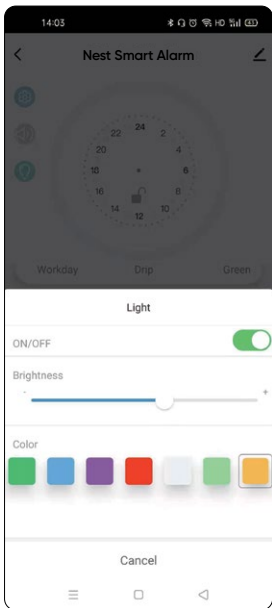 14:03 HD
Nest Smart Alarm
24
22 2
20 4
18 6
16 8
14 10
12
Workday Drip Green
Light
ON/OFF
Brightness
- +
Color
Cancel